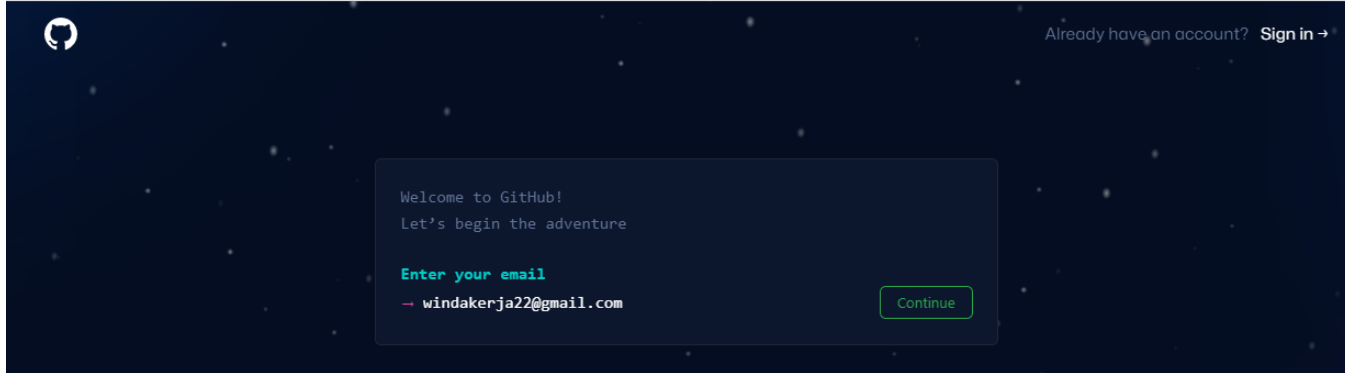 Already have an account? Sign in →
Welcome to GitHub!
Let’s begin the adventure
Enter your email
→ windakerja22@gmail.com
Continue